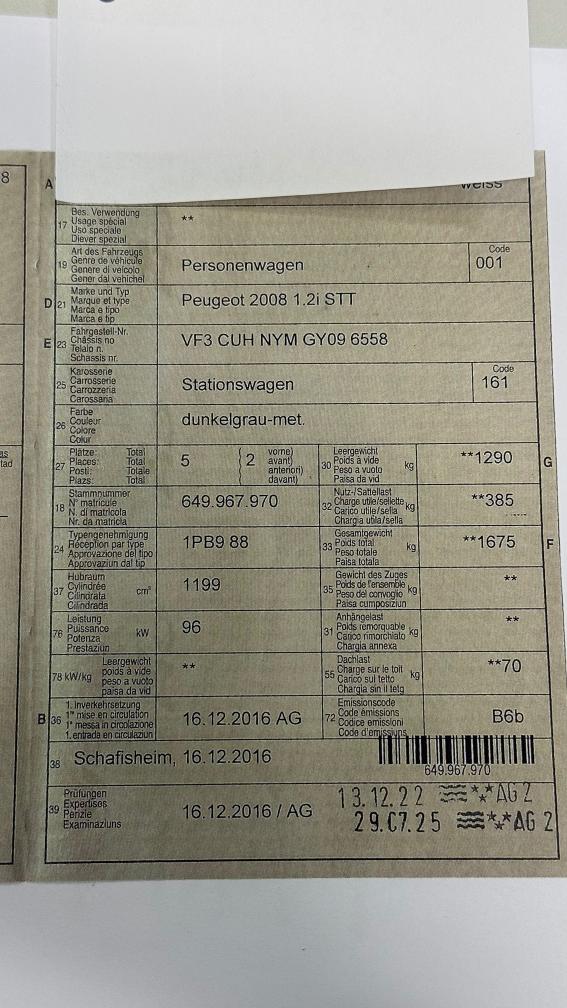 8
A
weiss
17 Bes. Verwendung
Usage spécial
Uso speciale
Diever spezial
**
19 Art des Fahrzeugs
Genre de véhicule
Genere di veicolo
Gener dal vehichel
Personenwagen
Code
001
D 21 Marke und Typ
Marque et type
Marca e tipo
Marca e tip
Peugeot 2008 1.2i STT
E 23 Fahrgestell-Nr.
Châssis no
Telaio n.
Schassis nr.
VF3 CUH NYM GY09 6558
25 Karosserie
Carrosserie
Carrozzeria
Carossaria
Stationswagen
Code
161
26 Farbe
Couleur
Colore
Colur
dunkelgrau-met.
27 Plätze: Total
Places: Total
Posti: Totale
Plazs: Total
5 2 vorne)
avant)
anteriori)
davant)
30 Leergewicht
Poids à vide
Peso a vuoto kg
Paisa da vid
**1290 G
18 Stammnummer
N° matricule
N. di matricola
Nr. da matricla
649.967.970
32 Nutz-/Sattellast
Charge utile/sellette
Carico utile/sella kg
Chargia utila/sella
**385
24 Typengenehmigung
Réception par type
Approvazione del tipo
Approvaziun dal tip
1PB9 88
33 Gesamtgewicht
Poids total
Peso totale kg
Paisa totala
**1675 F
37 Hubraum
Cylindrée
Cilindrata cm³
Cilindrada
1199
35 Gewicht des Zuges
Poids de l'ensemble
Peso del convoglio kg
Paisa cumposiziun
**
76 Leistung
Puissance
Potenza kW
Prestaziun
96
31 Anhängelast
Poids remorquable
Carico rimorchiato kg
Chargia annexa
**
78 kW/kg Leergewicht
poids à vide
peso a vuoto
paisa da vid
**
55 Dachlast
Charge sur le toit
Carico sul tetto kg
Chargia sin il tetg
**70
B 36 1. Inverkehrsetzung
1re mise en circulation
1a messa in circolazione
1. entrada en circulaziun
16.12.2016 AG
72 Emissionscode
Code émissions
Codice emissioni
Code d'emissiuns
B6b
38 Schafisheim, 16.12.2016
649.967.970
39 Prüfungen
Expertises
Perizie
Examinaziuns
16.12.2016 / AG
13.12.22 AG 2
29.07.25 AG 2